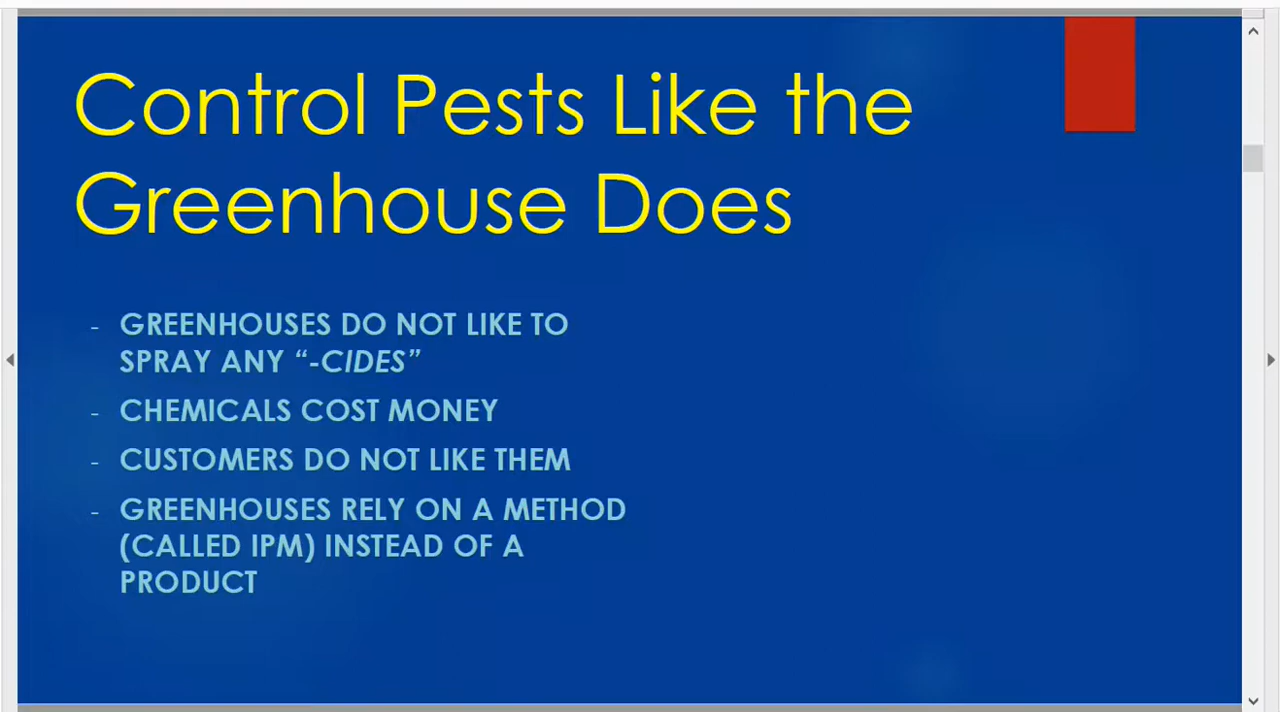 Control Pests Like the
Greenhouse Does
- GREENHOUSES DO NOT LIKE TO
SPRAY ANY “-CIDES”
- CHEMICALS COST MONEY
- CUSTOMERS DO NOT LIKE THEM
- GREENHOUSES RELY ON A METHOD
(CALLED IPM) INSTEAD OF A
PRODUCT